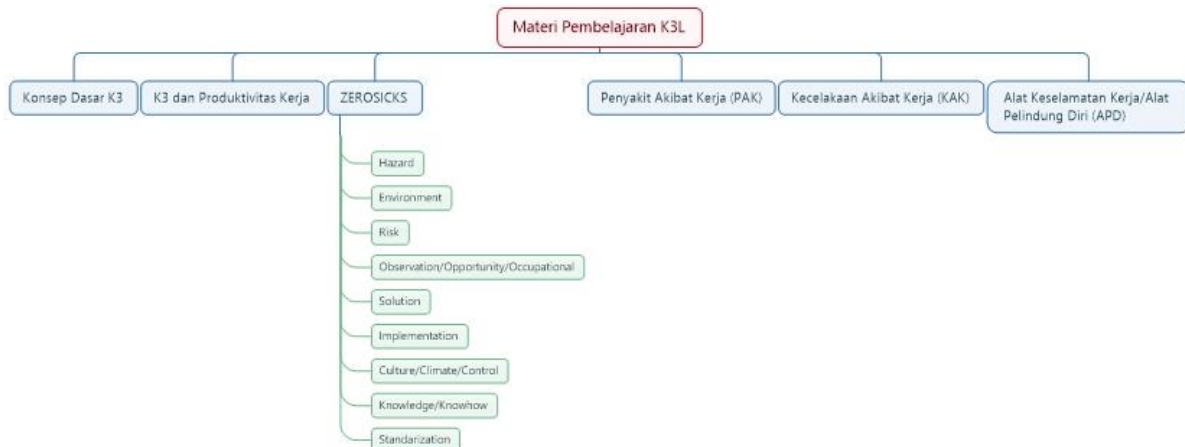 Materi Pembelajaran K3L
Konsep Dasar K3
K3 dan Produktivitas Kerja
ZEROSICKS
Penyakit Akibat Kerja (PAK)
Kecelakaan Akibat Kerja (KAK)
Alat Keselamatan Kerja/Alat
Pelindung Diri (APD)
Hazard
Environment
Risk
Observation/Opportunity/Occupational
Solution
Implementation
Culture/Climate/Control
Knowledge/Knowhow
Standarization